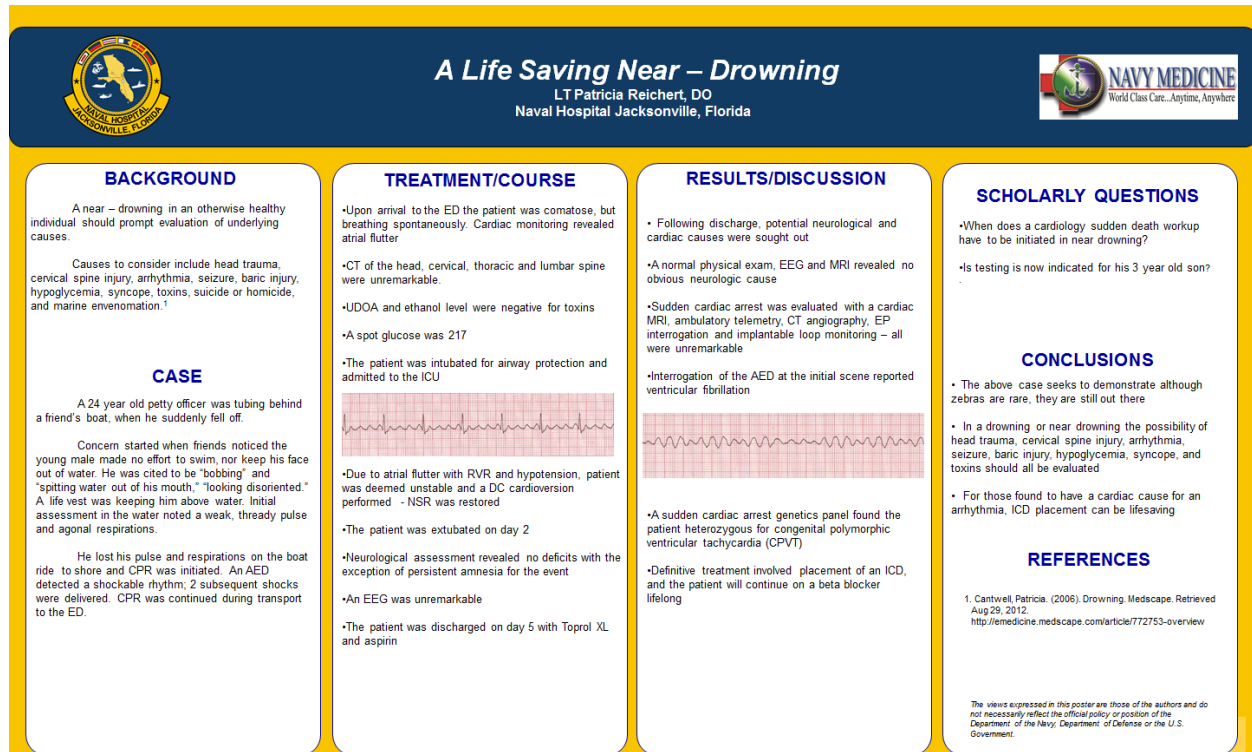 A Life Saving Near – Drowning
LT Patricia Reichert, DO
Naval Hospital Jacksonville, Florida
NAVAL HOSPITAL
JACKSONVILLE, FLORIDA
NAVY MEDICINE
World Class Care...Anytime, Anywhere
BACKGROUND
A near – drowning in an otherwise healthy
individual should prompt evaluation of underlying
causes.
Causes to consider include head trauma,
cervical spine injury, arrhythmia, seizure, baric injury,
hypoglycemia, syncope, toxins, suicide or homicide,
and marine envenomation.1
CASE
A 24 year old petty officer was tubing behind
a friend's boat, when he suddenly fell off.
Concern started when friends noticed the
young male made no effort to swim, nor keep his face
out of water. He was cited to be "bobbing" and
"spitting water out of his mouth," "looking disoriented."
A life vest was keeping him above water. Initial
assessment in the water noted a weak, thready pulse
and agonal respirations.
He lost his pulse and respirations on the boat
ride to shore and CPR was initiated. An AED
detected a shockable rhythm; 2 subsequent shocks
were delivered. CPR was continued during transport
to the ED.
TREATMENT/COURSE
•Upon arrival to the ED the patient was comatose, but
breathing spontaneously. Cardiac monitoring revealed
atrial flutter
•CT of the head, cervical, thoracic and lumbar spine
were unremarkable.
•UDOA and ethanol level were negative for toxins
•A spot glucose was 217
•The patient was intubated for airway protection and
admitted to the ICU
•Due to atrial flutter with RVR and hypotension, patient
was deemed unstable and a DC cardioversion
performed - NSR was restored
•The patient was extubated on day 2
•Neurological assessment revealed no deficits with the
exception of persistent amnesia for the event
•An EEG was unremarkable
•The patient was discharged on day 5 with Toprol XL
and aspirin
RESULTS/DISCUSSION
• Following discharge, potential neurological and
cardiac causes were sought out
•A normal physical exam, EEG and MRI revealed no
obvious neurologic cause
•Sudden cardiac arrest was evaluated with a cardiac
MRI, ambulatory telemetry, CT angiography, EP
interrogation and implantable loop monitoring – all
were unremarkable
•Interrogation of the AED at the initial scene reported
ventricular fibrillation
•A sudden cardiac arrest genetics panel found the
patient heterozygous for congenital polymorphic
ventricular tachycardia (CPVT)
•Definitive treatment involved placement of an ICD,
and the patient will continue on a beta blocker
lifelong
SCHOLARLY QUESTIONS
•When does a cardiology sudden death workup
have to be initiated in near drowning?
•Is testing is now indicated for his 3 year old son?
.
CONCLUSIONS
• The above case seeks to demonstrate although
zebras are rare, they are still out there
• In a drowning or near drowning the possibility of
head trauma, cervical spine injury, arrhythmia,
seizure, baric injury, hypoglycemia, syncope, and
toxins should all be evaluated
• For those found to have a cardiac cause for an
arrhythmia, ICD placement can be lifesaving
REFERENCES
1. Cantwell, Patricia. (2006). Drowning. Medscape. Retrieved
Aug 29, 2012.
http://emedicine.medscape.com/article/772753-overview
The views expressed in this poster are those of the authors and do
not necessarily reflect the official policy or position of the
Department of the Navy, Department of Defense or the U.S.
Government.